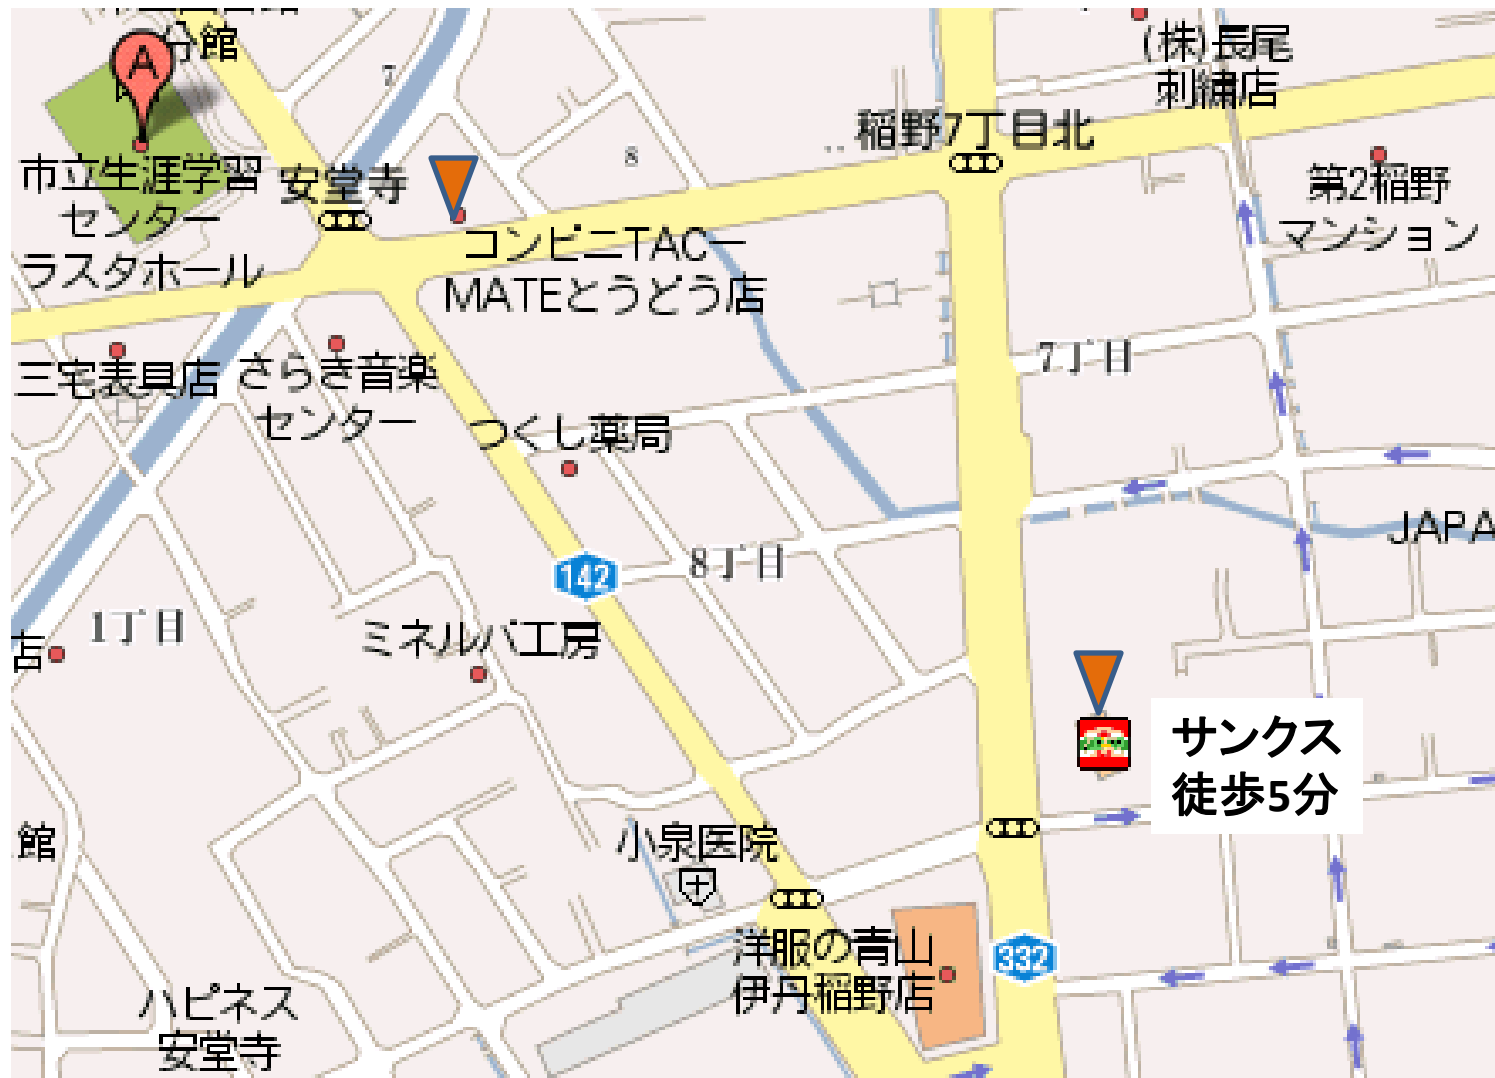 分館
A
7
8
(株)長尾
刺繍店
稲野7丁目北
市立生涯学習
センター
ラスタホール
安堂寺
第2稲野
マンション
コンビニTAC－
MATEとうどう店
7丁目
三宅表具店
さらき音楽
センター
つくし薬局
JAPA
142
8丁目
1丁目
ミネルバ工房
店
サンクス
徒歩5分
館
小泉医院
洋服の青山
伊丹稲野店
332
ハピネス
安堂寺